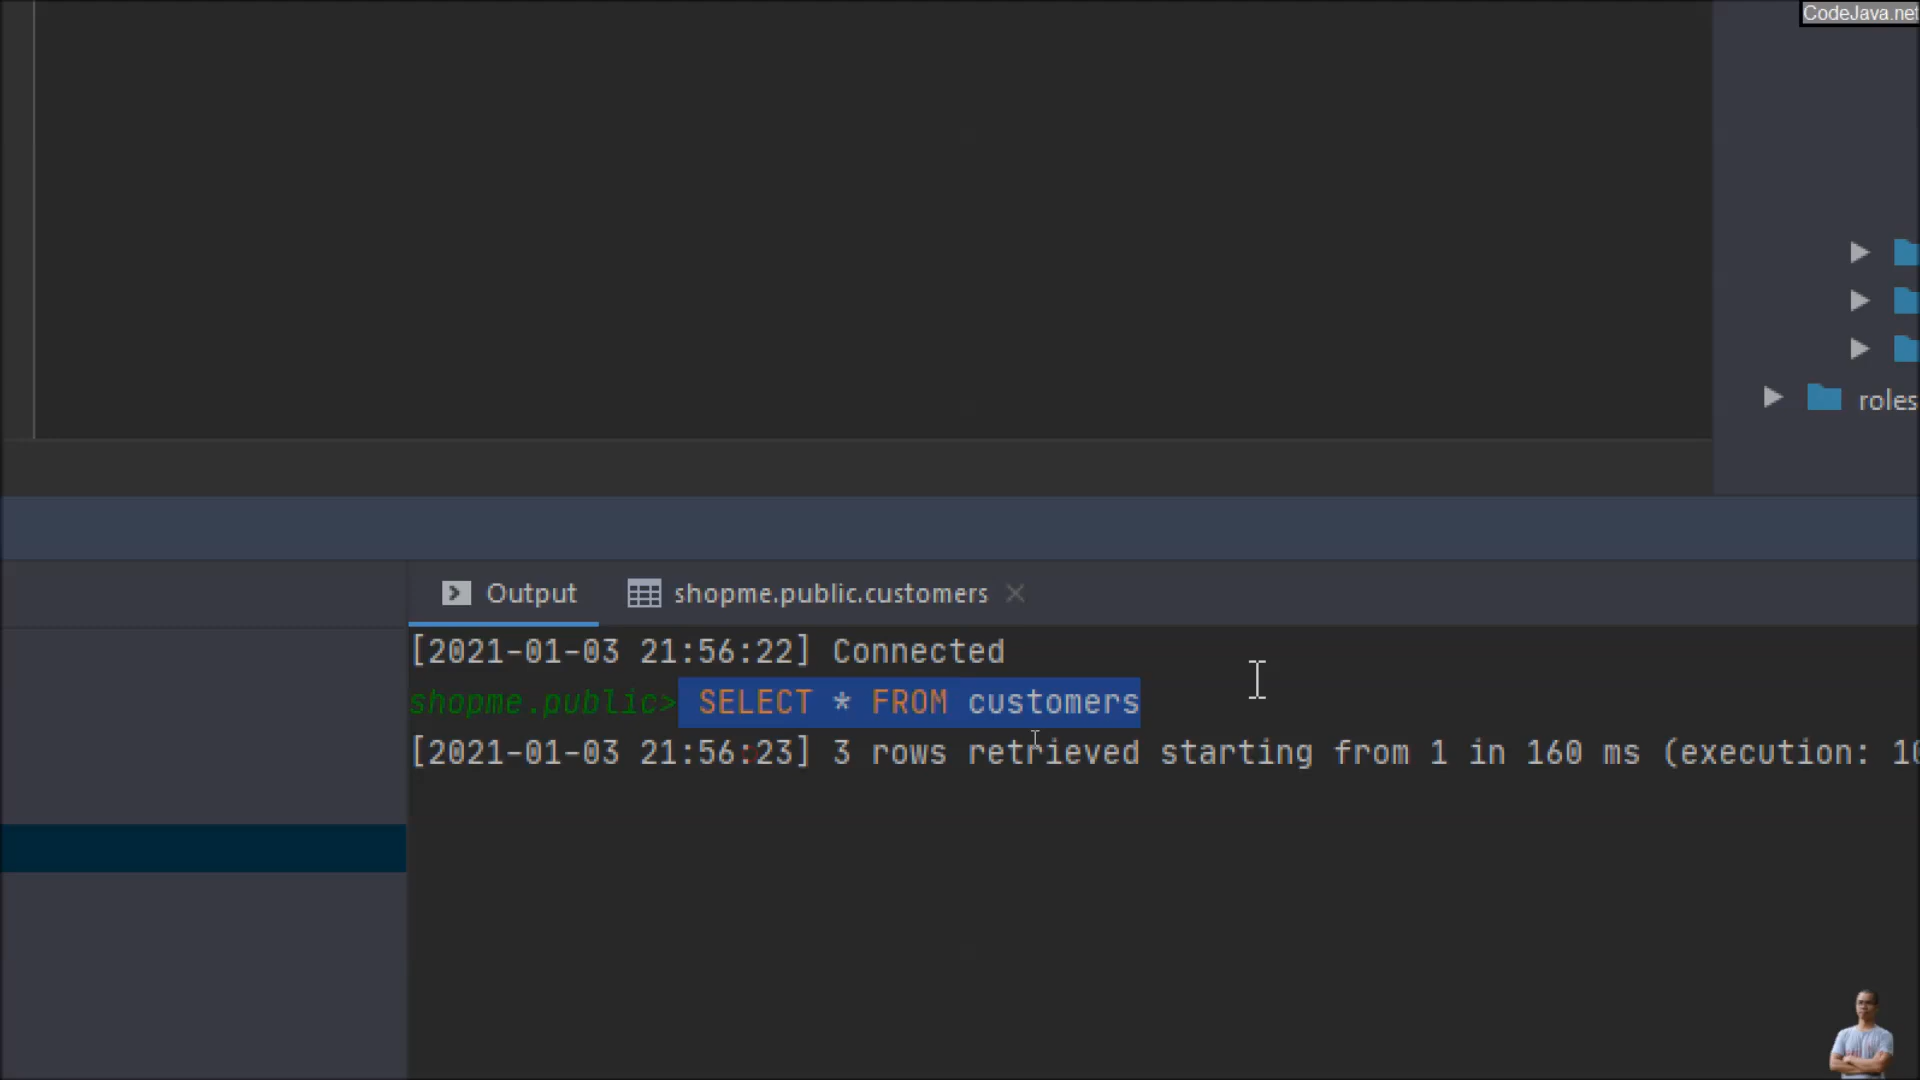 CodeJava.net
roles
Output
shopme.public.customers
[2021-01-03 21:56:22] Connected
shopme.public> SELECT * FROM customers
[2021-01-03 21:56:23] 3 rows retrieved starting from 1 in 160 ms (execution: 10